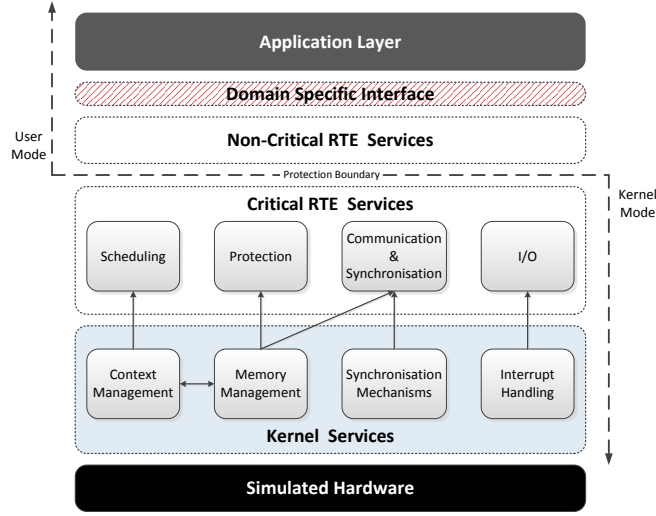 Application Layer
Domain Specific Interface
Non-Critical RTE Services
User
Mode
Protection Boundary
Kernel
Mode
Critical RTE Services
Scheduling
Protection
Communication
&
Synchronisation
I/O
Context
Management
Memory
Management
Synchronisation
Mechanisms
Interrupt
Handling
Kernel Services
Simulated Hardware